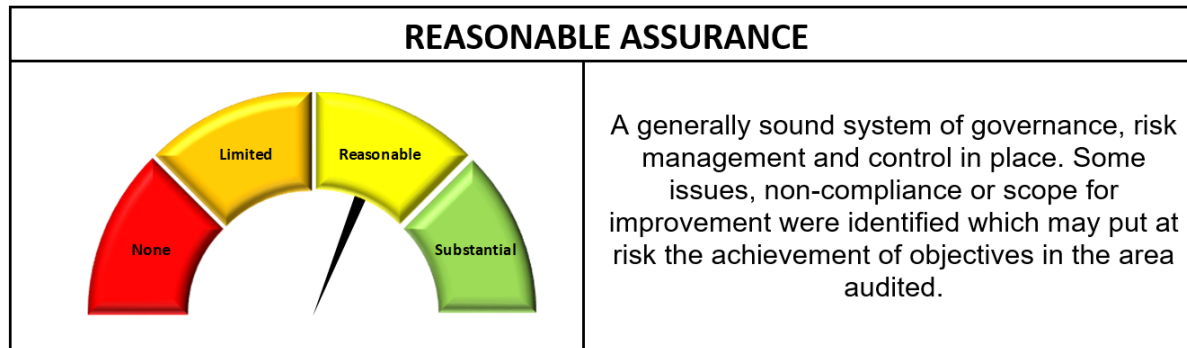 REASONABLE ASSURANCE
Limited
Reasonable
None
Substantial
A generally sound system of governance, risk
management and control in place. Some
issues, non-compliance or scope for
improvement were identified which may put at
risk the achievement of objectives in the area
audited.